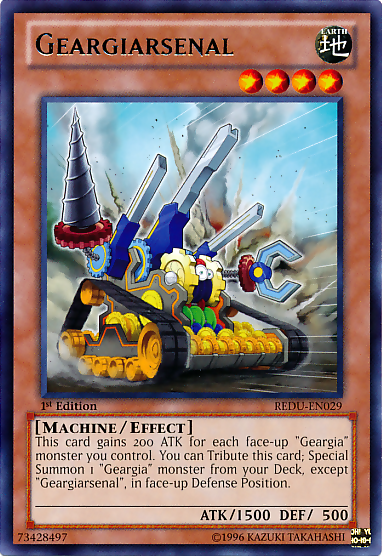 GEARGIARSENAL
EARTH
地
1st Edition
REDU-EN029
[MACHINE / EFFECT]
This card gains 200 ATK for each face-up "Geargia"
monster you control. You can Tribute this card; Special
Summon 1 "Geargia" monster from your Deck, except
"Geargiarsenal", in face-up Defense Position.
ATK/1500 DEF/ 500
73428497
©1996 KAZUKI TAKAHASHI